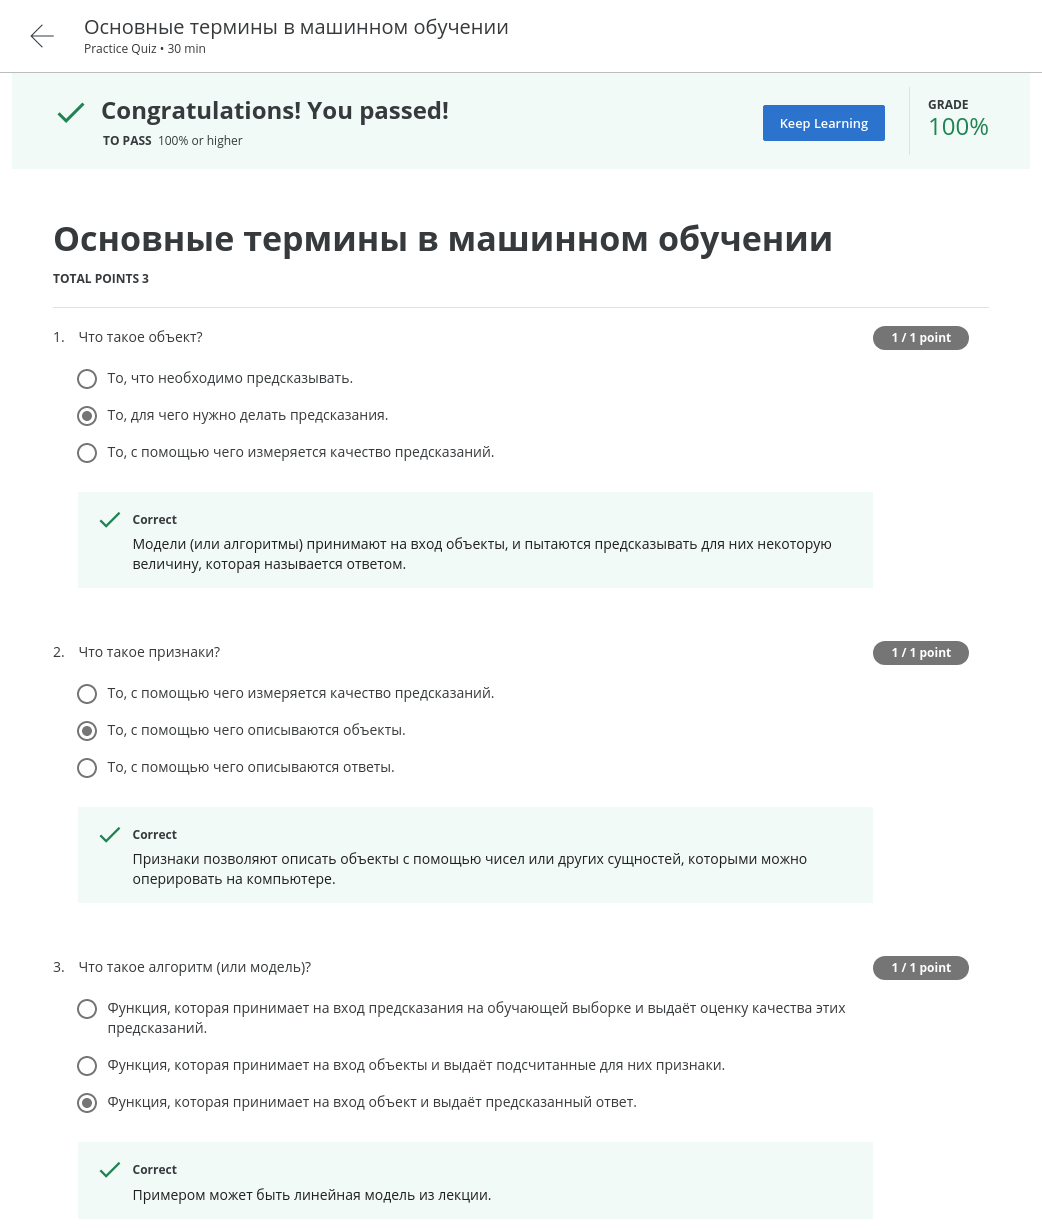 Основные термины в машинном обучении
Practice Quiz • 30 min
Congratulations! You passed!
TO PASS 100% or higher
Keep Learning
GRADE
100%
Основные термины в машинном обучении
TOTAL POINTS 3
1. Что такое объект?
1 / 1 point
То, что необходимо предсказывать.
То, для чего нужно делать предсказания.
То, с помощью чего измеряется качество предсказаний.
Correct
Модели (или алгоритмы) принимают на вход объекты, и пытаются предсказывать для них некоторую
величину, которая называется ответом.
2. Что такое признаки?
1 / 1 point
То, с помощью чего измеряется качество предсказаний.
То, с помощью чего описываются объекты.
То, с помощью чего описываются ответы.
Correct
Признаки позволяют описать объекты с помощью чисел или других сущностей, которыми можно
оперировать на компьютере.
3. Что такое алгоритм (или модель)?
1 / 1 point
Функция, которая принимает на вход предсказания на обучающей выборке и выдаёт оценку качества этих
предсказаний.
Функция, которая принимает на вход объекты и выдаёт подсчитанные для них признаки.
Функция, которая принимает на вход объект и выдаёт предсказанный ответ.
Correct
Примером может быть линейная модель из лекции.